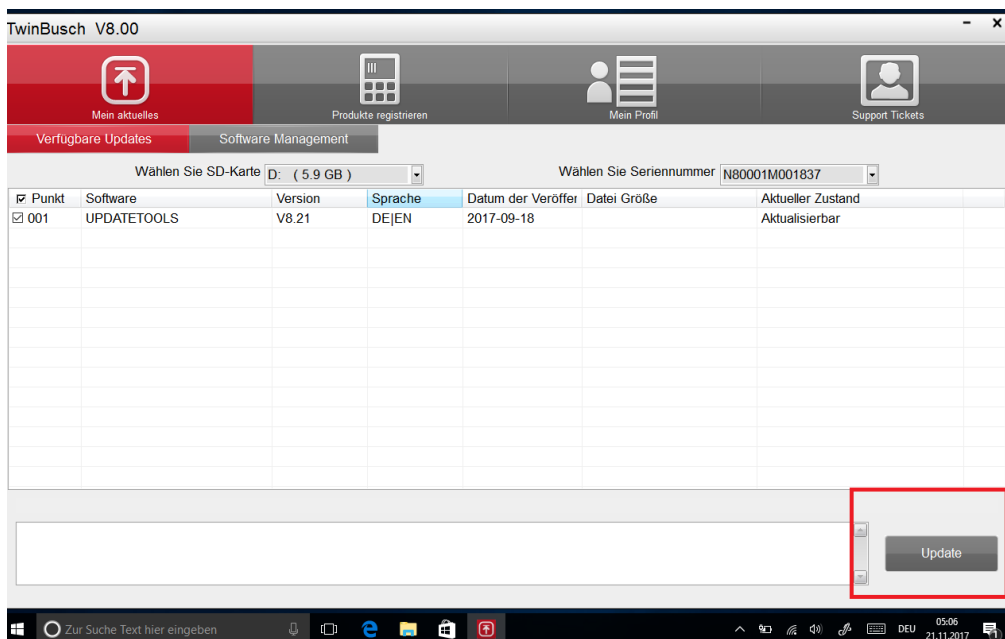 TwinBusch V8.00
Mein aktuelles
Produkte registrieren
Mein Profil
Support Tickets
Verfügbare Updates
Software Management
Wählen Sie SD-Karte D: ( 5.9 GB )
Wählen Sie Seriennummer N80001M001837
Punkt Software Version Sprache Datum der Veröffer Datei Größe Aktueller Zustand
001 UPDATETOOLS V8.21 DE|EN 2017-09-18 Aktualisierbar
Update
Zur Suche Text hier eingeben
DEU
05:06
21.11.2017